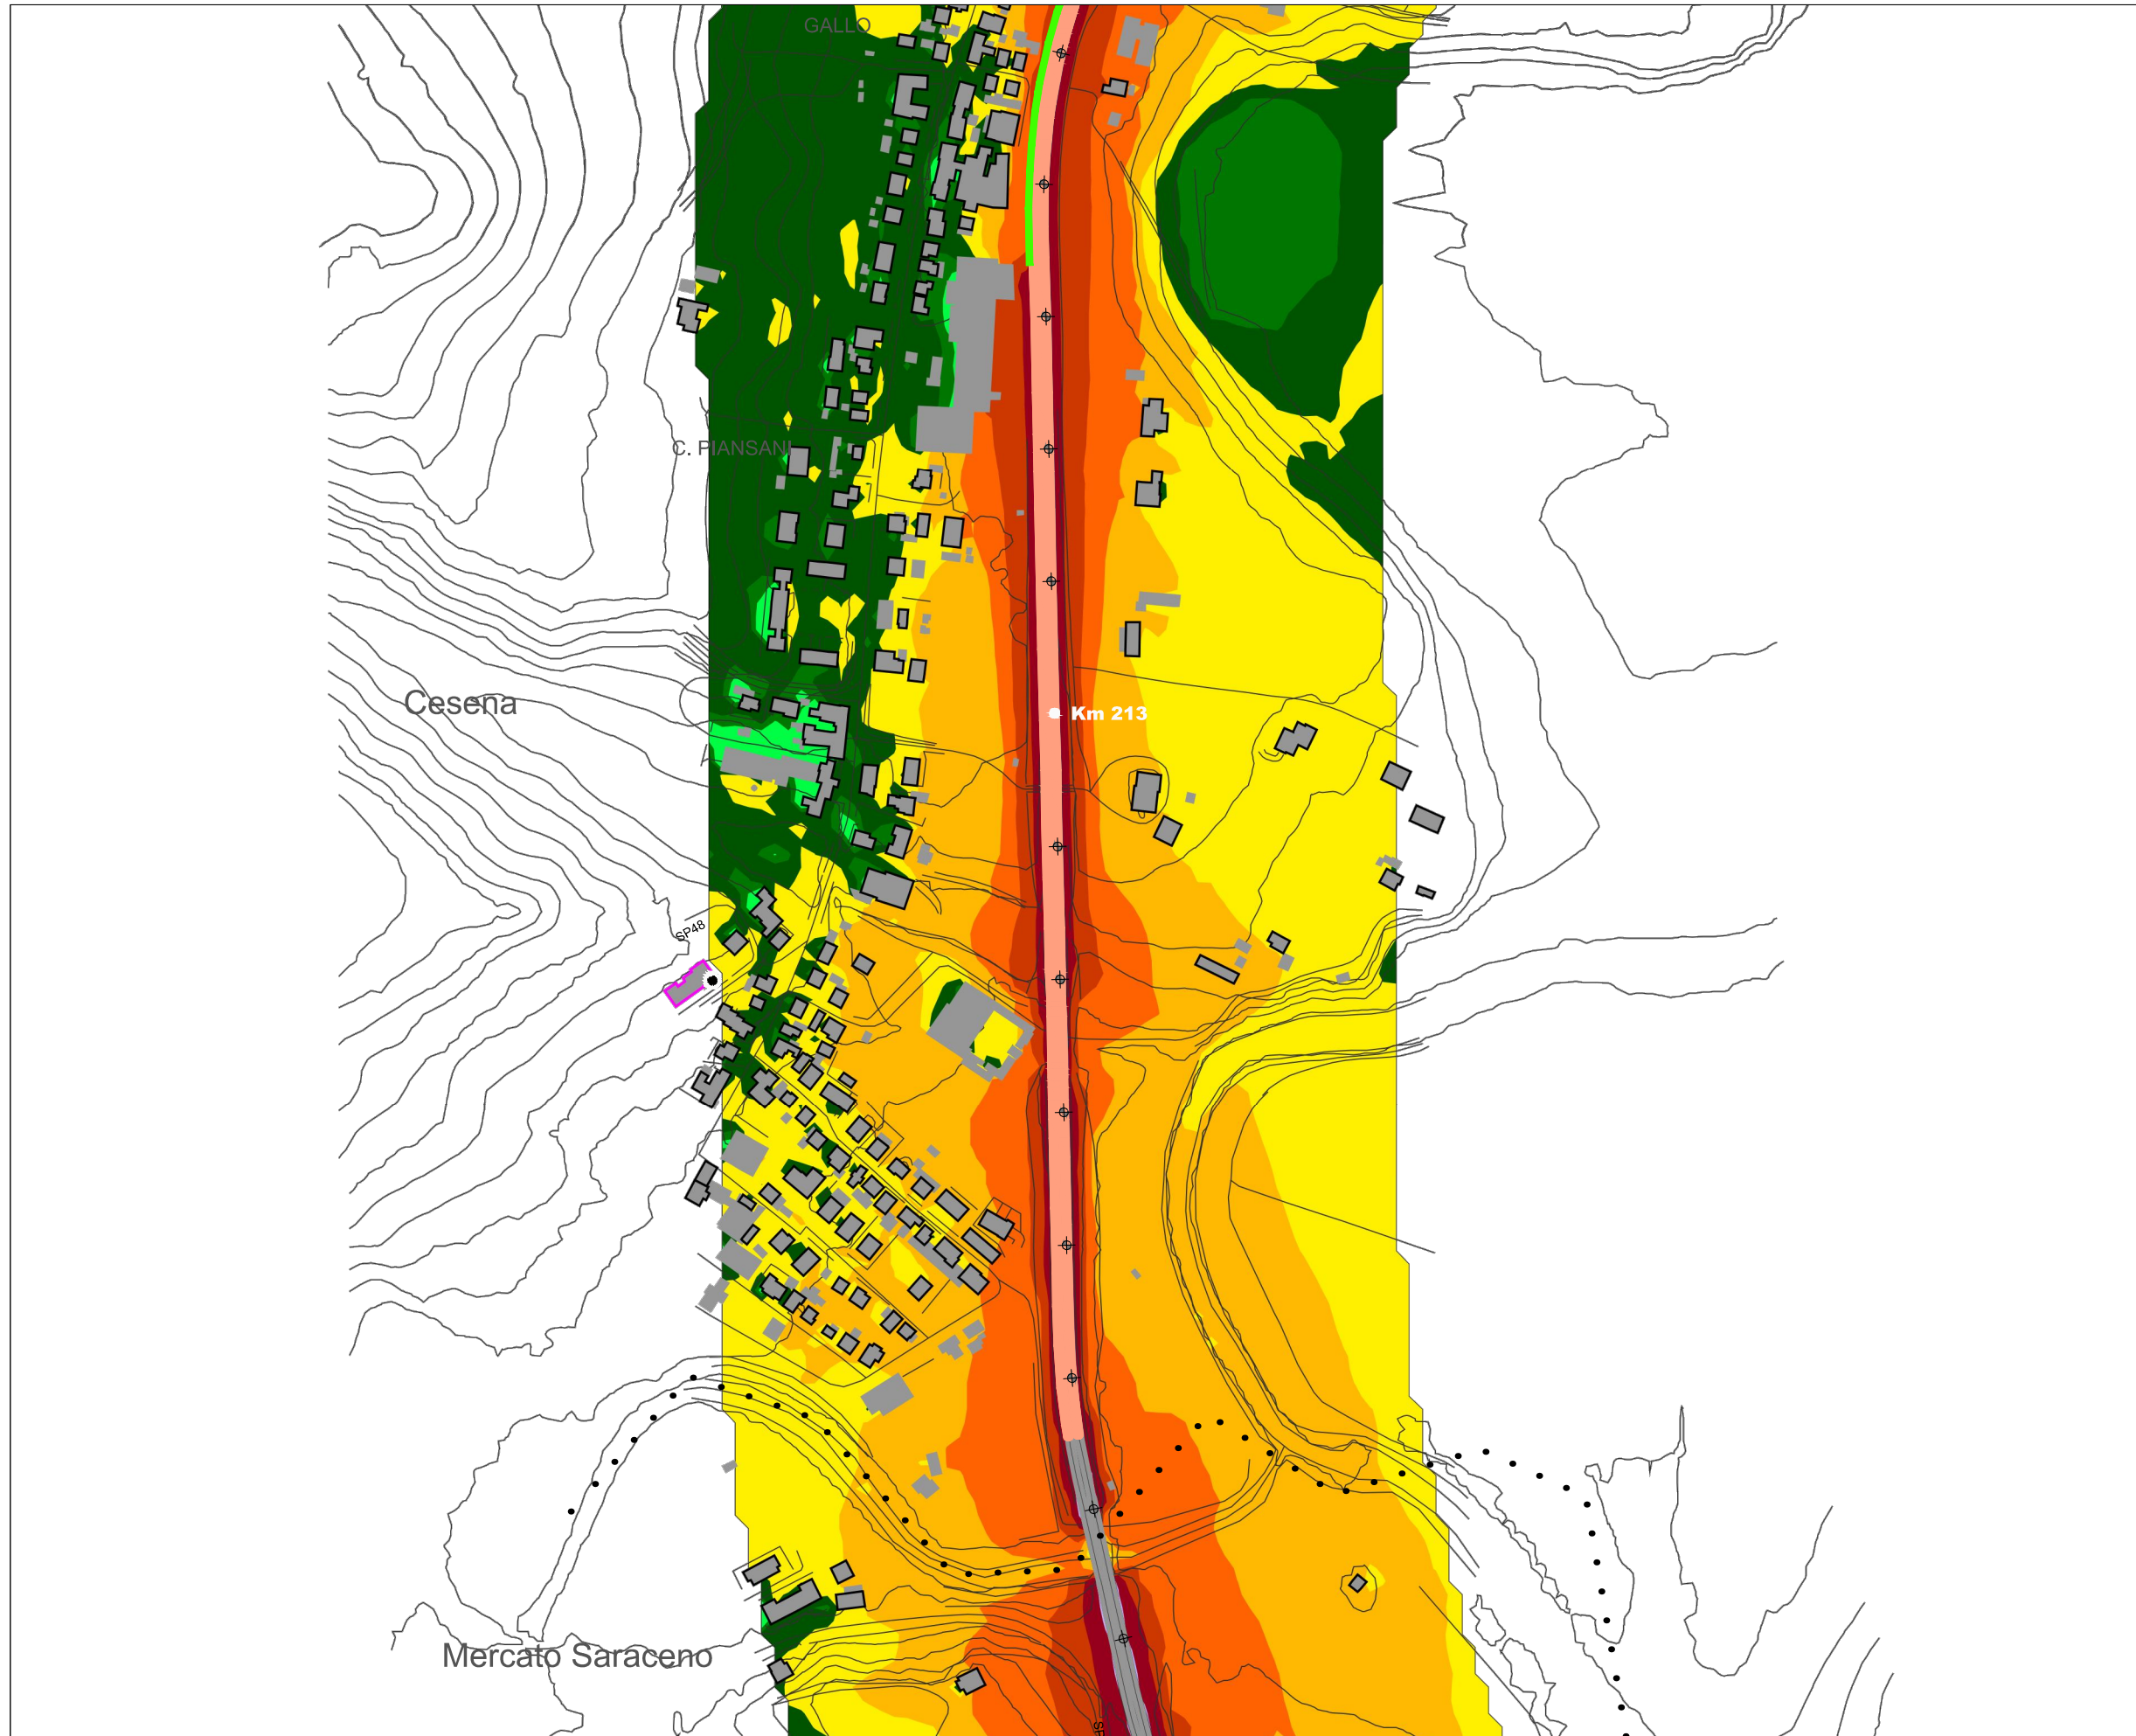 GALLO
C. PIANSANI
Cesena
Km 213
SP48
Mercato Saraceno